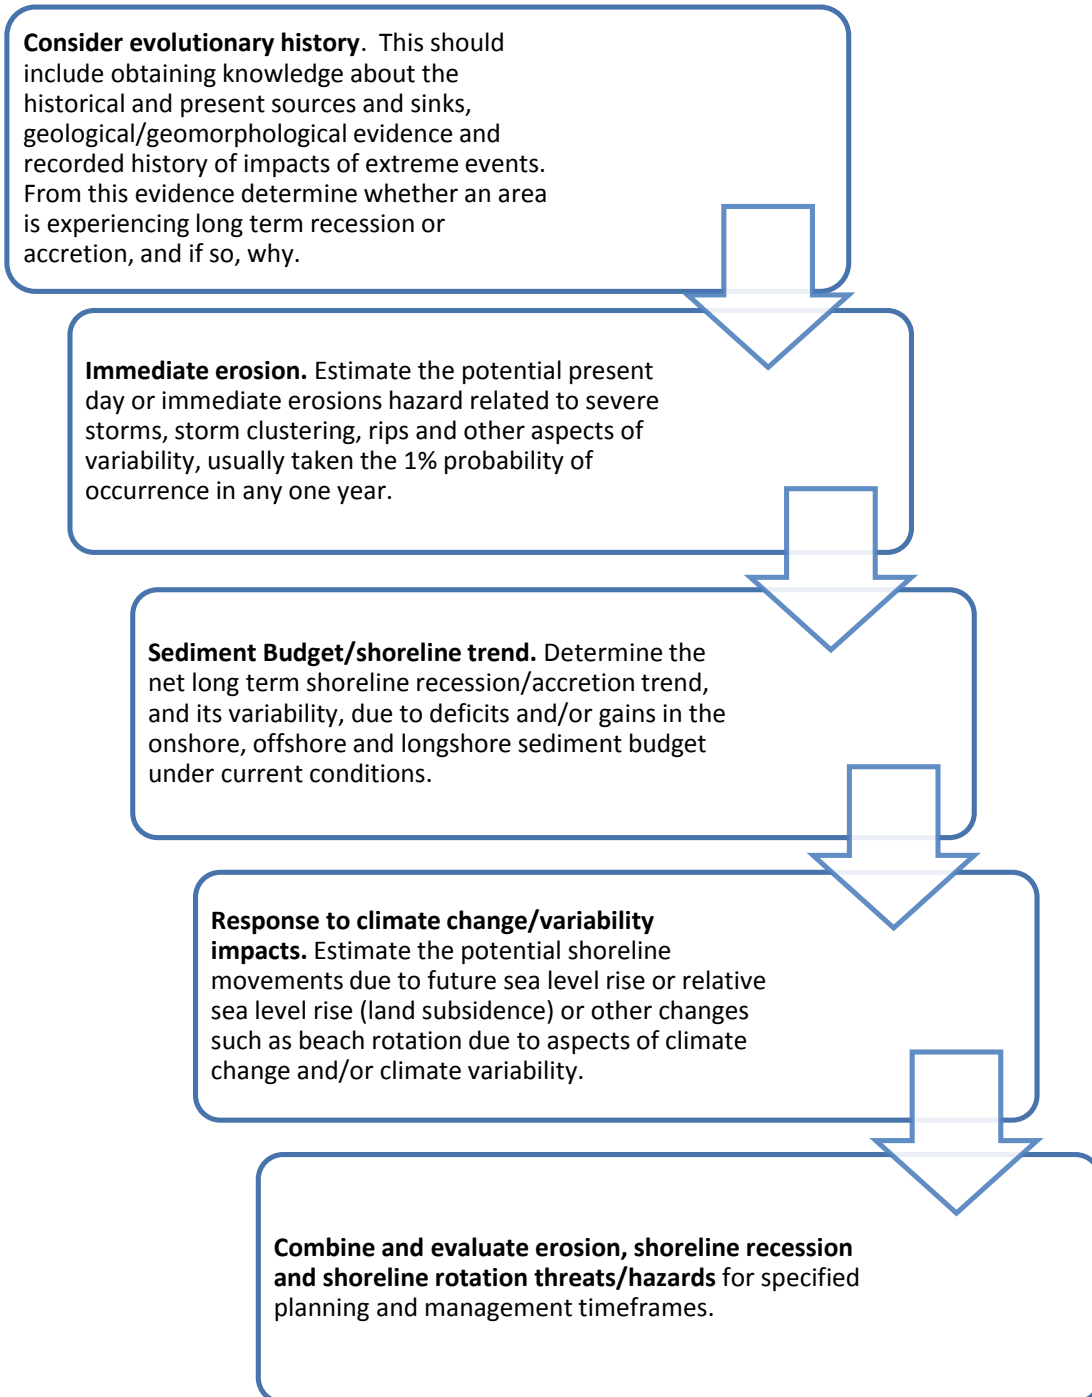 Consider evolutionary history.  This should
include obtaining knowledge about the
historical and present sources and sinks,
geological/geomorphological evidence and
recorded history of impacts of extreme events.
From this evidence determine whether an area
is experiencing long term recession or
accretion, and if so, why.
Immediate erosion. Estimate the potential present
day or immediate erosions hazard related to severe
storms, storm clustering, rips and other aspects of
variability, usually taken the 1% probability of
occurrence in any one year.
Sediment Budget/shoreline trend. Determine the
net long term shoreline recession/accretion trend,
and its variability, due to deficits and/or gains in the
onshore, offshore and longshore sediment budget
under current conditions.
Response to climate change/variability
impacts. Estimate the potential shoreline
movements due to future sea level rise or relative
sea level rise (land subsidence) or other changes
such as beach rotation due to aspects of climate
change and/or climate variability.
Combine and evaluate erosion, shoreline recession
and shoreline rotation threats/hazards for specified
planning and management timeframes.